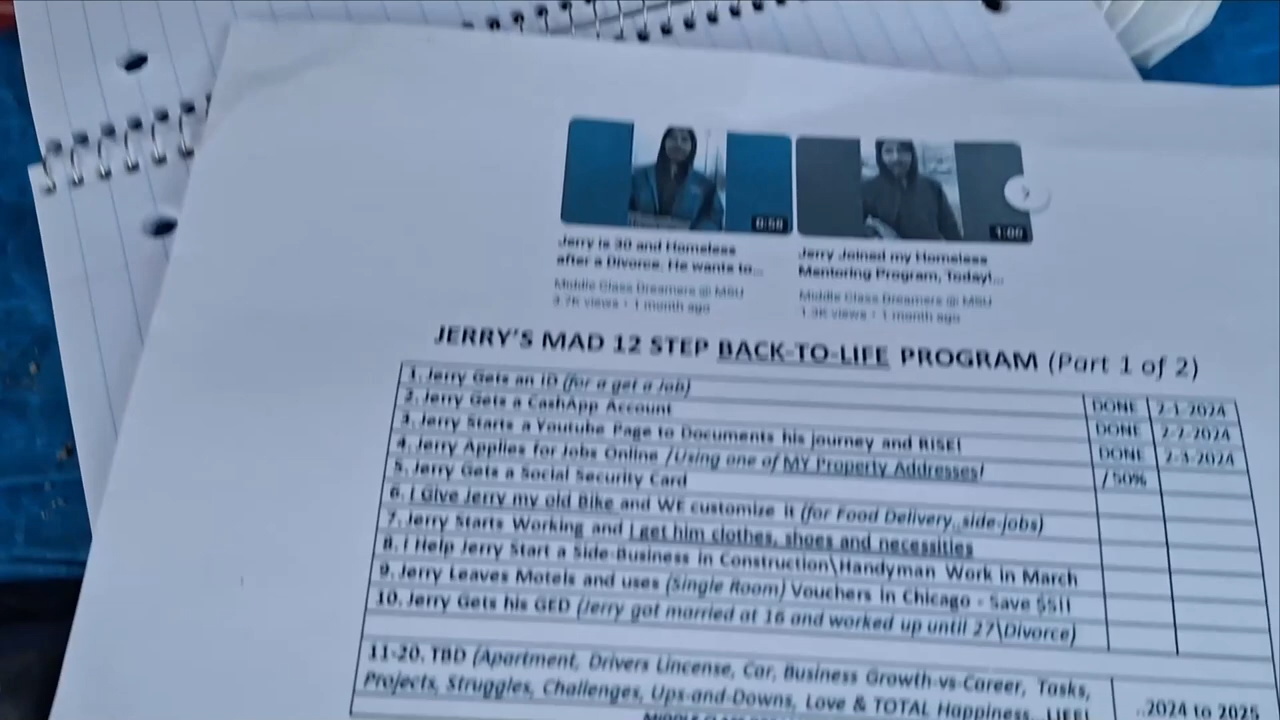 0:58
1:00
Jerry is 30 and Homeless
after a Divorce. He wants to...
Middle Class Dreamers @ MSU
3.7K views • 1 month ago
Jerry Joined my Homeless
Mentoring Program, Today!...
Middle Class Dreamers @ MSU
1.3K views • 1 month ago
JERRY'S MAD 12 STEP BACK-TO-LIFE PROGRAM (Part 1 of 2)
1. Jerry Gets an ID (for a get a Job) DONE 2-1-2024
2. Jerry Gets a CashApp Account DONE 2-2-2024
3. Jerry Starts a Youtube Page to Documents his journey and RISE! DONE 2-3-2024
4. Jerry Applies for Jobs Online /Using one of MY Property Addresses! / 50%
5. Jerry Gets a Social Security Card
6. I Give Jerry my old Bike and WE customize it (for Food Delivery, side-jobs)
7. Jerry Starts Working and I get him clothes, shoes and necessities
8. I Help Jerry Start a Side-Business in Construction\Handyman Work in March
9. Jerry Leaves Motels and uses (Single Room) Vouchers in Chicago - Save $$!!
10. Jerry Gets his GED (Jerry got married at 16 and worked up until 27\Divorce)
11-20. TBD (Apartment, Drivers Lincense, Car, Business Growth-vs-Career, Tasks,
Projects, Struggles, Challenges, Ups-and-Downs, Love & TOTAL Happiness... LIFE! ..2024 to 2025
MIDDLE CLASS